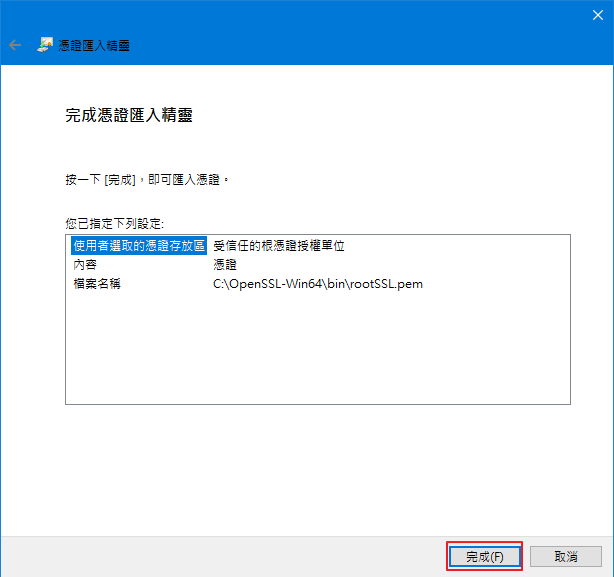 憑證匯入精靈
完成憑證匯入精靈
按一下 [完成]，即可匯入憑證。
您已指定下列設定:
使用者選取的憑證存放區 受信任的根憑證授權單位
內容 憑證
檔案名稱 C:\OpenSSL-Win64\bin\rootSSL.pem
完成(F) 取消